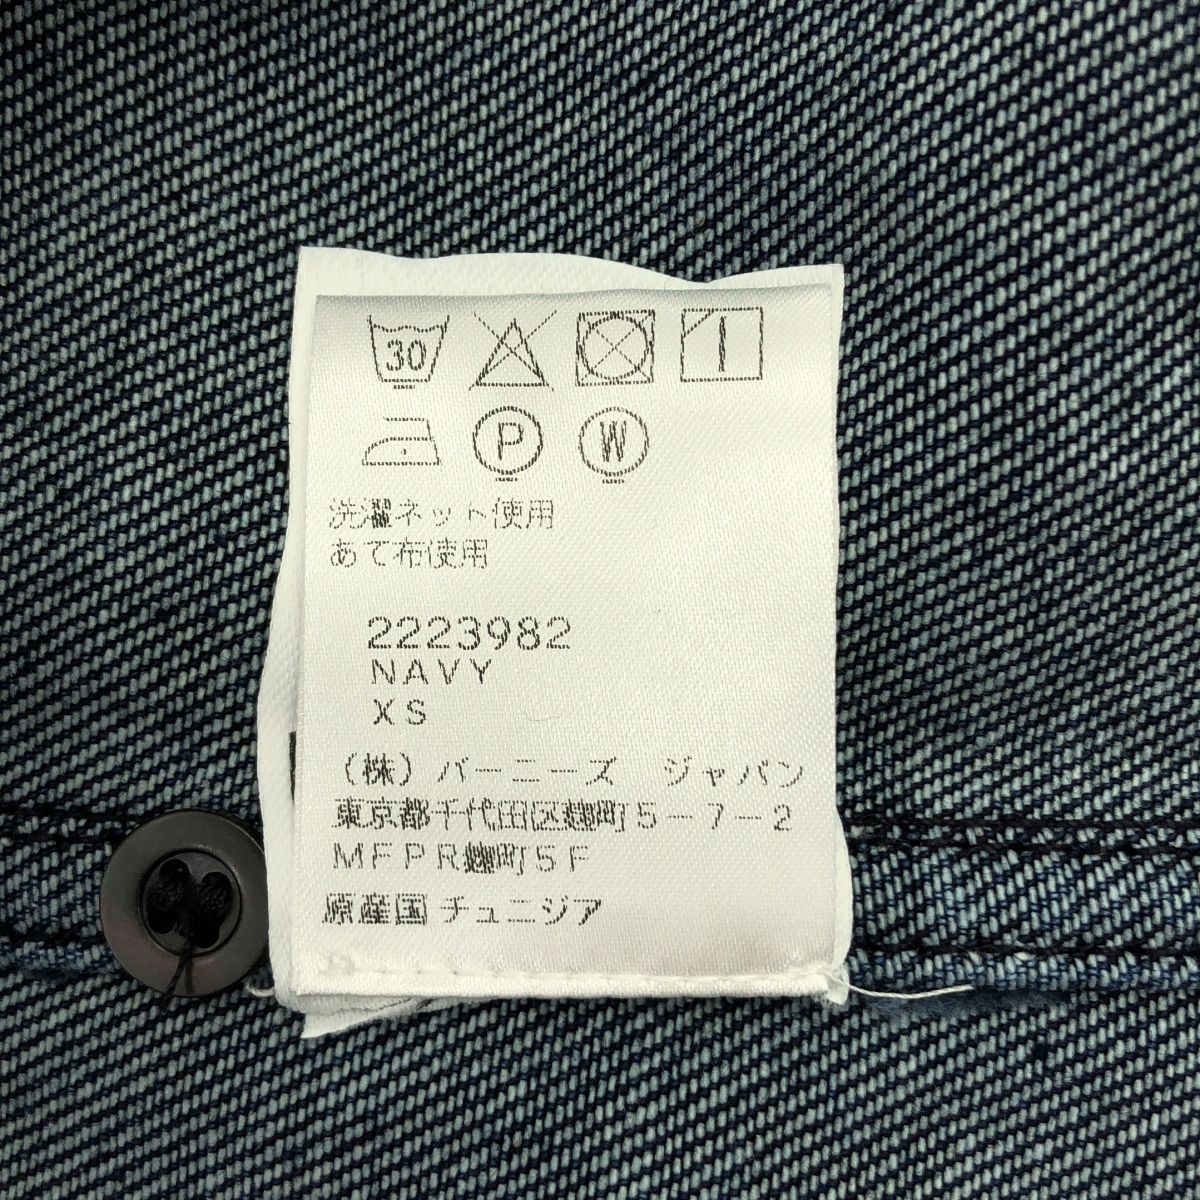 30
P W
洗濯ネット使用
あて布使用
2223982
NAVY
XS
(株)バーニーズ ジャパン
東京都千代田区麹町5-7-2
MFPR麹町5F
原産国 チュニジア